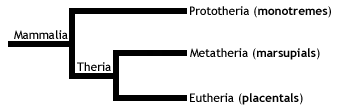 Prototheria (monotremes)
Mammalia
Metatheria (marsupials)
Theria
Eutheria (placentals)